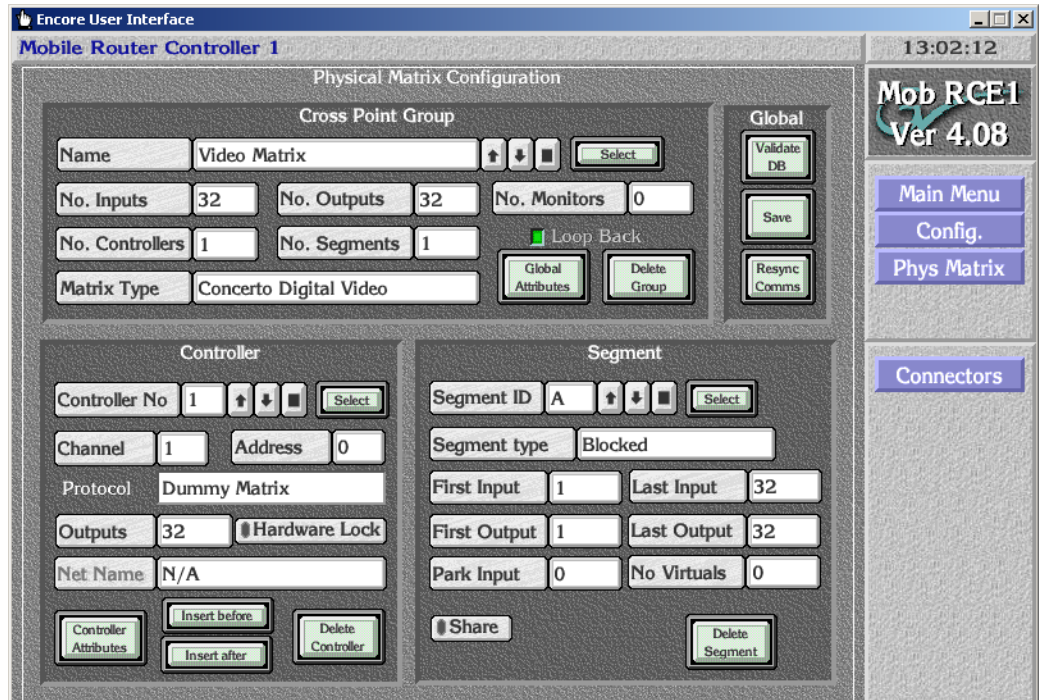 Encore User Interface
Mobile Router Controller 1
13:02:12
Physical Matrix Configuration
Cross Point Group
Name Video Matrix Select
No. Inputs 32 No. Outputs 32 No. Monitors 0
No. Controllers 1 No. Segments 1 Loop Back
Matrix Type Concerto Digital Video
Global Attributes
Delete Group
Global
Validate DB
Save
Resync Comms
Mob RCE1
Ver 4.08
Main Menu
Config.
Phys Matrix
Connectors
Controller
Controller No 1 Select
Channel 1 Address 0
Protocol Dummy Matrix
Outputs 32 Hardware Lock
Net Name N/A
Controller Attributes
Insert before
Insert after
Delete Controller
Segment
Segment ID A Select
Segment type Blocked
First Input 1 Last Input 32
First Output 1 Last Output 32
Park Input 0 No Virtuals 0
Share
Delete Segment